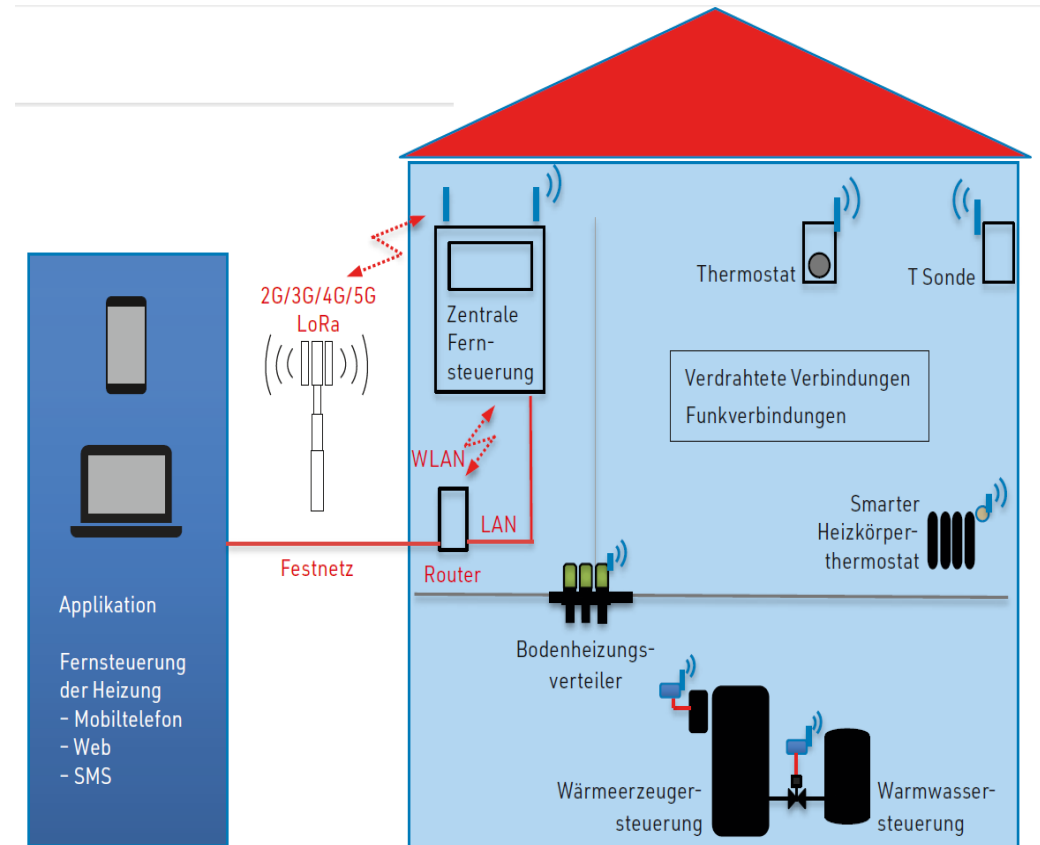 2G/3G/4G/5G
LoRa
Zentrale
Fern-
steuerung
Thermostat
T Sonde
Verdrahtete Verbindungen
Funkverbindungen
WLAN
LAN
Festnetz
Router
Smarter
Heizkörper-
thermostat
Applikation
Fernsteuerung
der Heizung
– Mobiltelefon
– Web
– SMS
Bodenheizungs-
verteiler
Wärmeerzeuger-
steuerung
Warmwasser-
steuerung